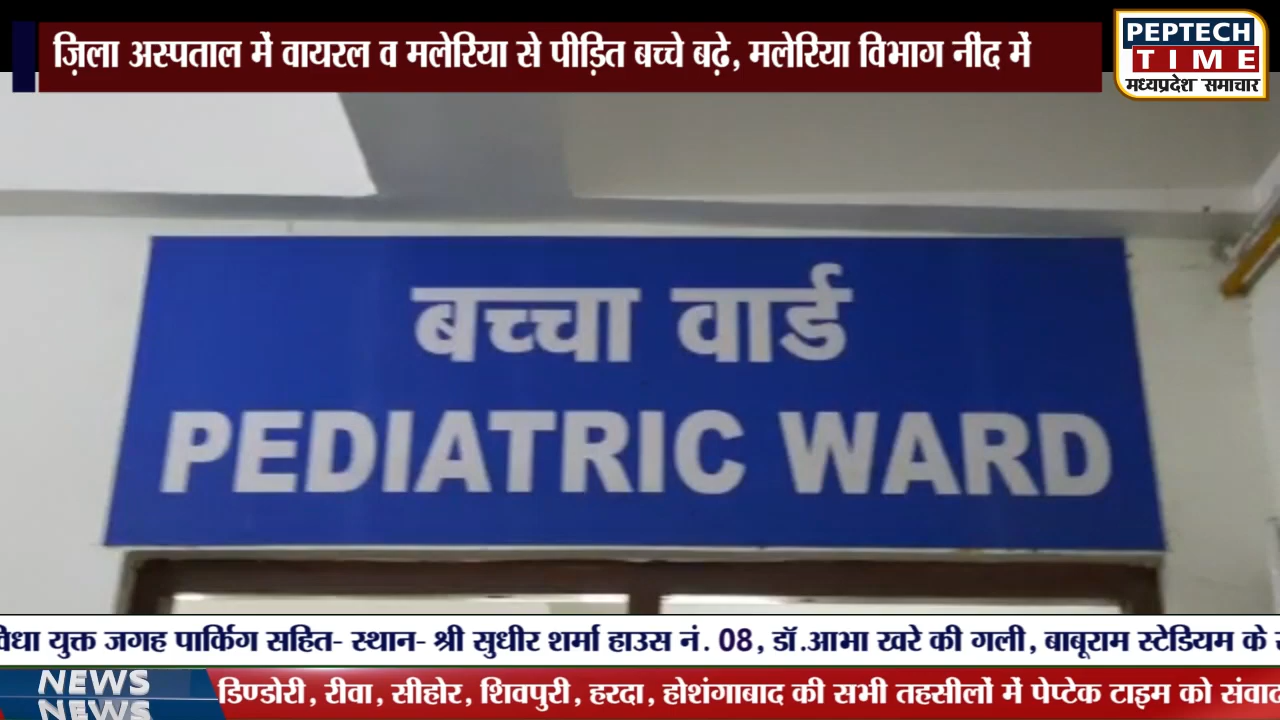 ज़िला अस्पताल में वायरल व मलेरिया से पीड़ित बच्चे बढ़े, मलेरिया विभाग नींद में
PEPTECH
TIME
मध्यप्रदेश समाचार
बच्चा वार्ड
PEDIATRIC WARD
युक्त जगह पार्किग सहित- स्थान- श्री सुधीर शर्मा हाउस नं. 08, डॉ.आभा खरे की गली, बाबूराम स्टेडियम के
NEWS
NEWS
डिण्डोरी, रीवा, सीहोर, शिवपुरी, हरदा, होशंगाबाद की सभी तहसीलों में पेप्टेक टाइम को